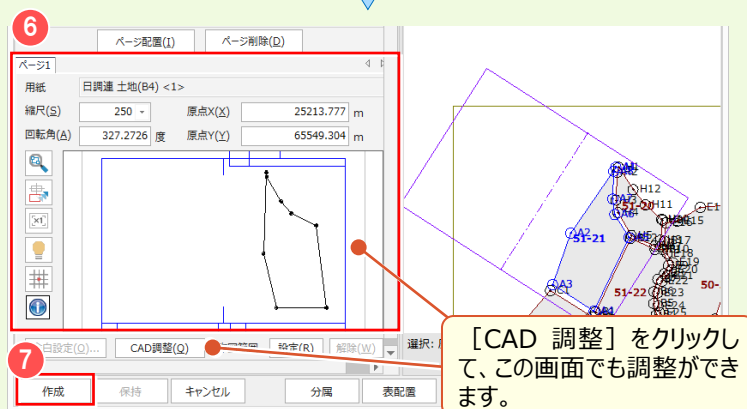 6
ページ配置(I) ページ削除(D)
ページ1
用紙 日調連 土地(B4) <1>
縮尺(S) 250 原点X(X) 25213.777 m
回転角(A) 327.2726 度 原点Y(Y) 65549.304 m
H12
H11
E1
51-20
A2
51-21
A3
51-22
50-
7
CAD調整(Q) 設定(R) 解除(W)
選択:
作成 保持 キャンセル 分属 表配置
［CAD 調整］をクリックし
て、この画面でも調整ができ
ます。